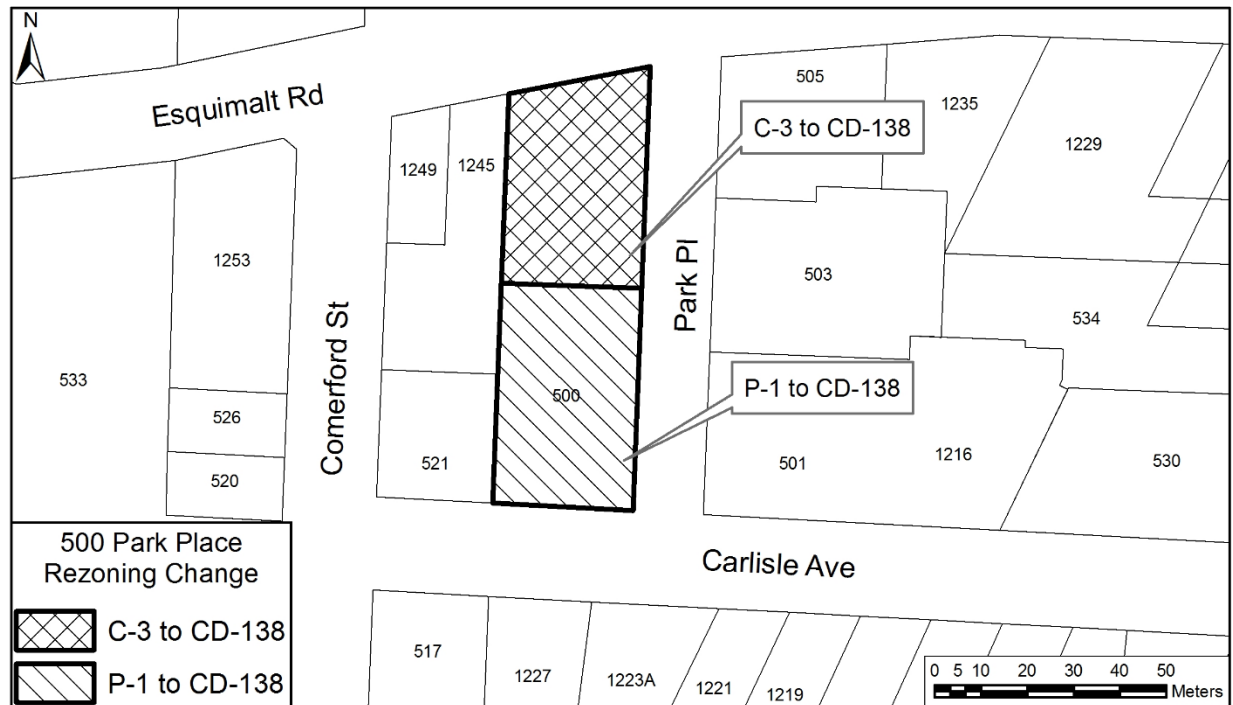 N
Esquimalt Rd
505
1235
C-3 to CD-138
1229
1249
1245
1253
503
Park Pl
534
Comerford St
533
P-1 to CD-138
500
526
521
501
1216
530
520
500 Park Place
Rezoning Change
C-3 to CD-138
P-1 to CD-138
Carlisle Ave
517
1227
1223A
1221
1219
0 5 10 20 30 40 50
Meters